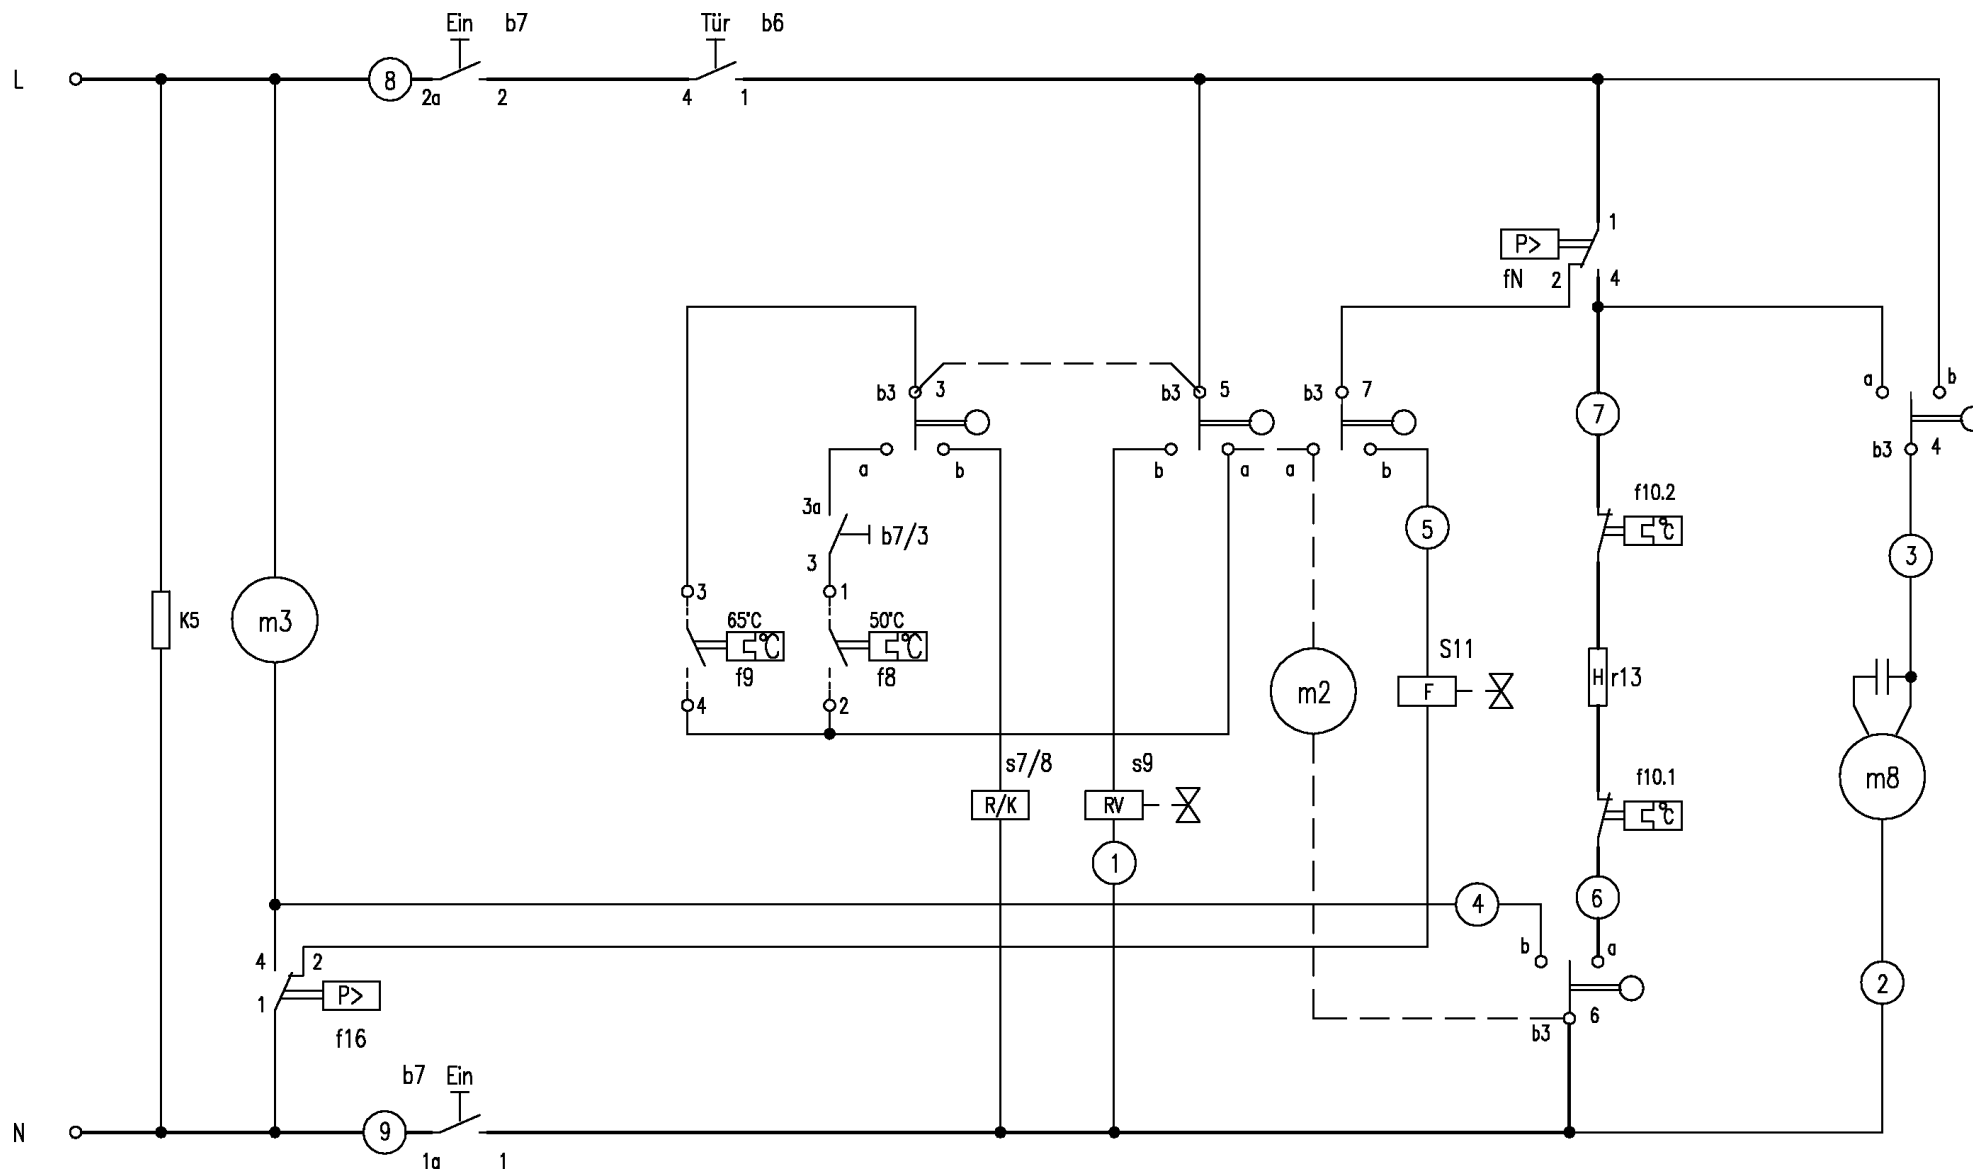 Ein b7
Tür b6
L
8
2a 2 4 1
1
P>
fN 2 4
b3 3
b3 5
b3 7
a b
7
a b b a a b
b3 4
3a
b7/3
3
5
f10.2
°C
3
3 1
K5
m3
65°C 50°C
°C °C
f9 f8
S11
F
H r13
4 2
m2
s7/8 s9
R/K RV
f10.1
°C
m8
1
4
6
b a
4 2
1 P>
2
f16
6
b3
b7 Ein
N
9
1a 1